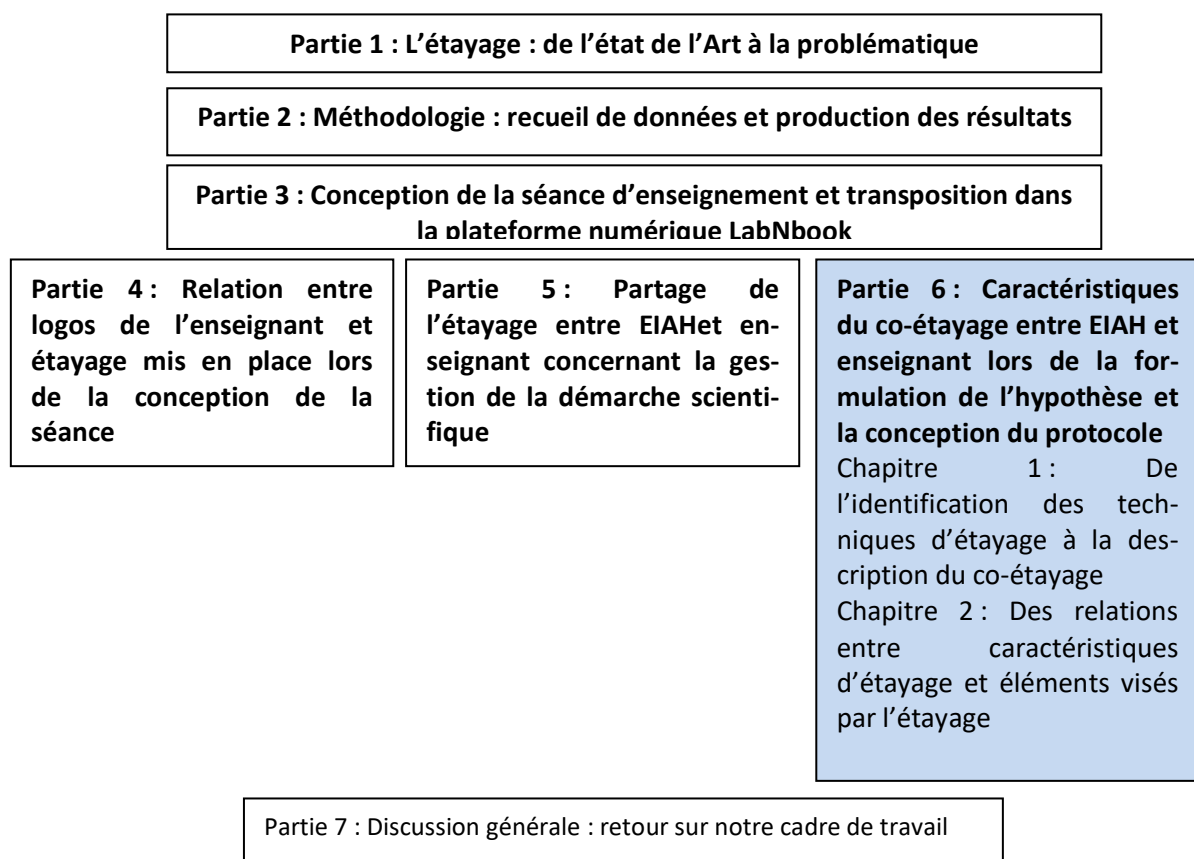 Partie 1 : L’étayage : de l’état de l’Art à la problématique
Partie 2 : Méthodologie : recueil de données et production des résultats
Partie 3 : Conception de la séance d’enseignement et transposition dans
la plateforme numérique LabNbook
Partie 4 : Relation entre
logos de l’enseignant et
étayage mis en place lors
de la conception de la
séance
Partie 5 : Partage de
l’étayage entre EIAHet en-
seignant concernant la ges-
tion de la démarche scienti-
fique
Partie 6 : Caractéristiques
du co-étayage entre EIAH et
enseignant lors de la for-
mulation de l’hypothèse et
la conception du protocole
Chapitre 1 : De
l’identification des tech-
niques d’étayage à la des-
cription du co-étayage
Chapitre 2 : Des relations
entre caractéristiques
d’étayage et éléments visés
par l’étayage
Partie 7 : Discussion générale : retour sur notre cadre de travail